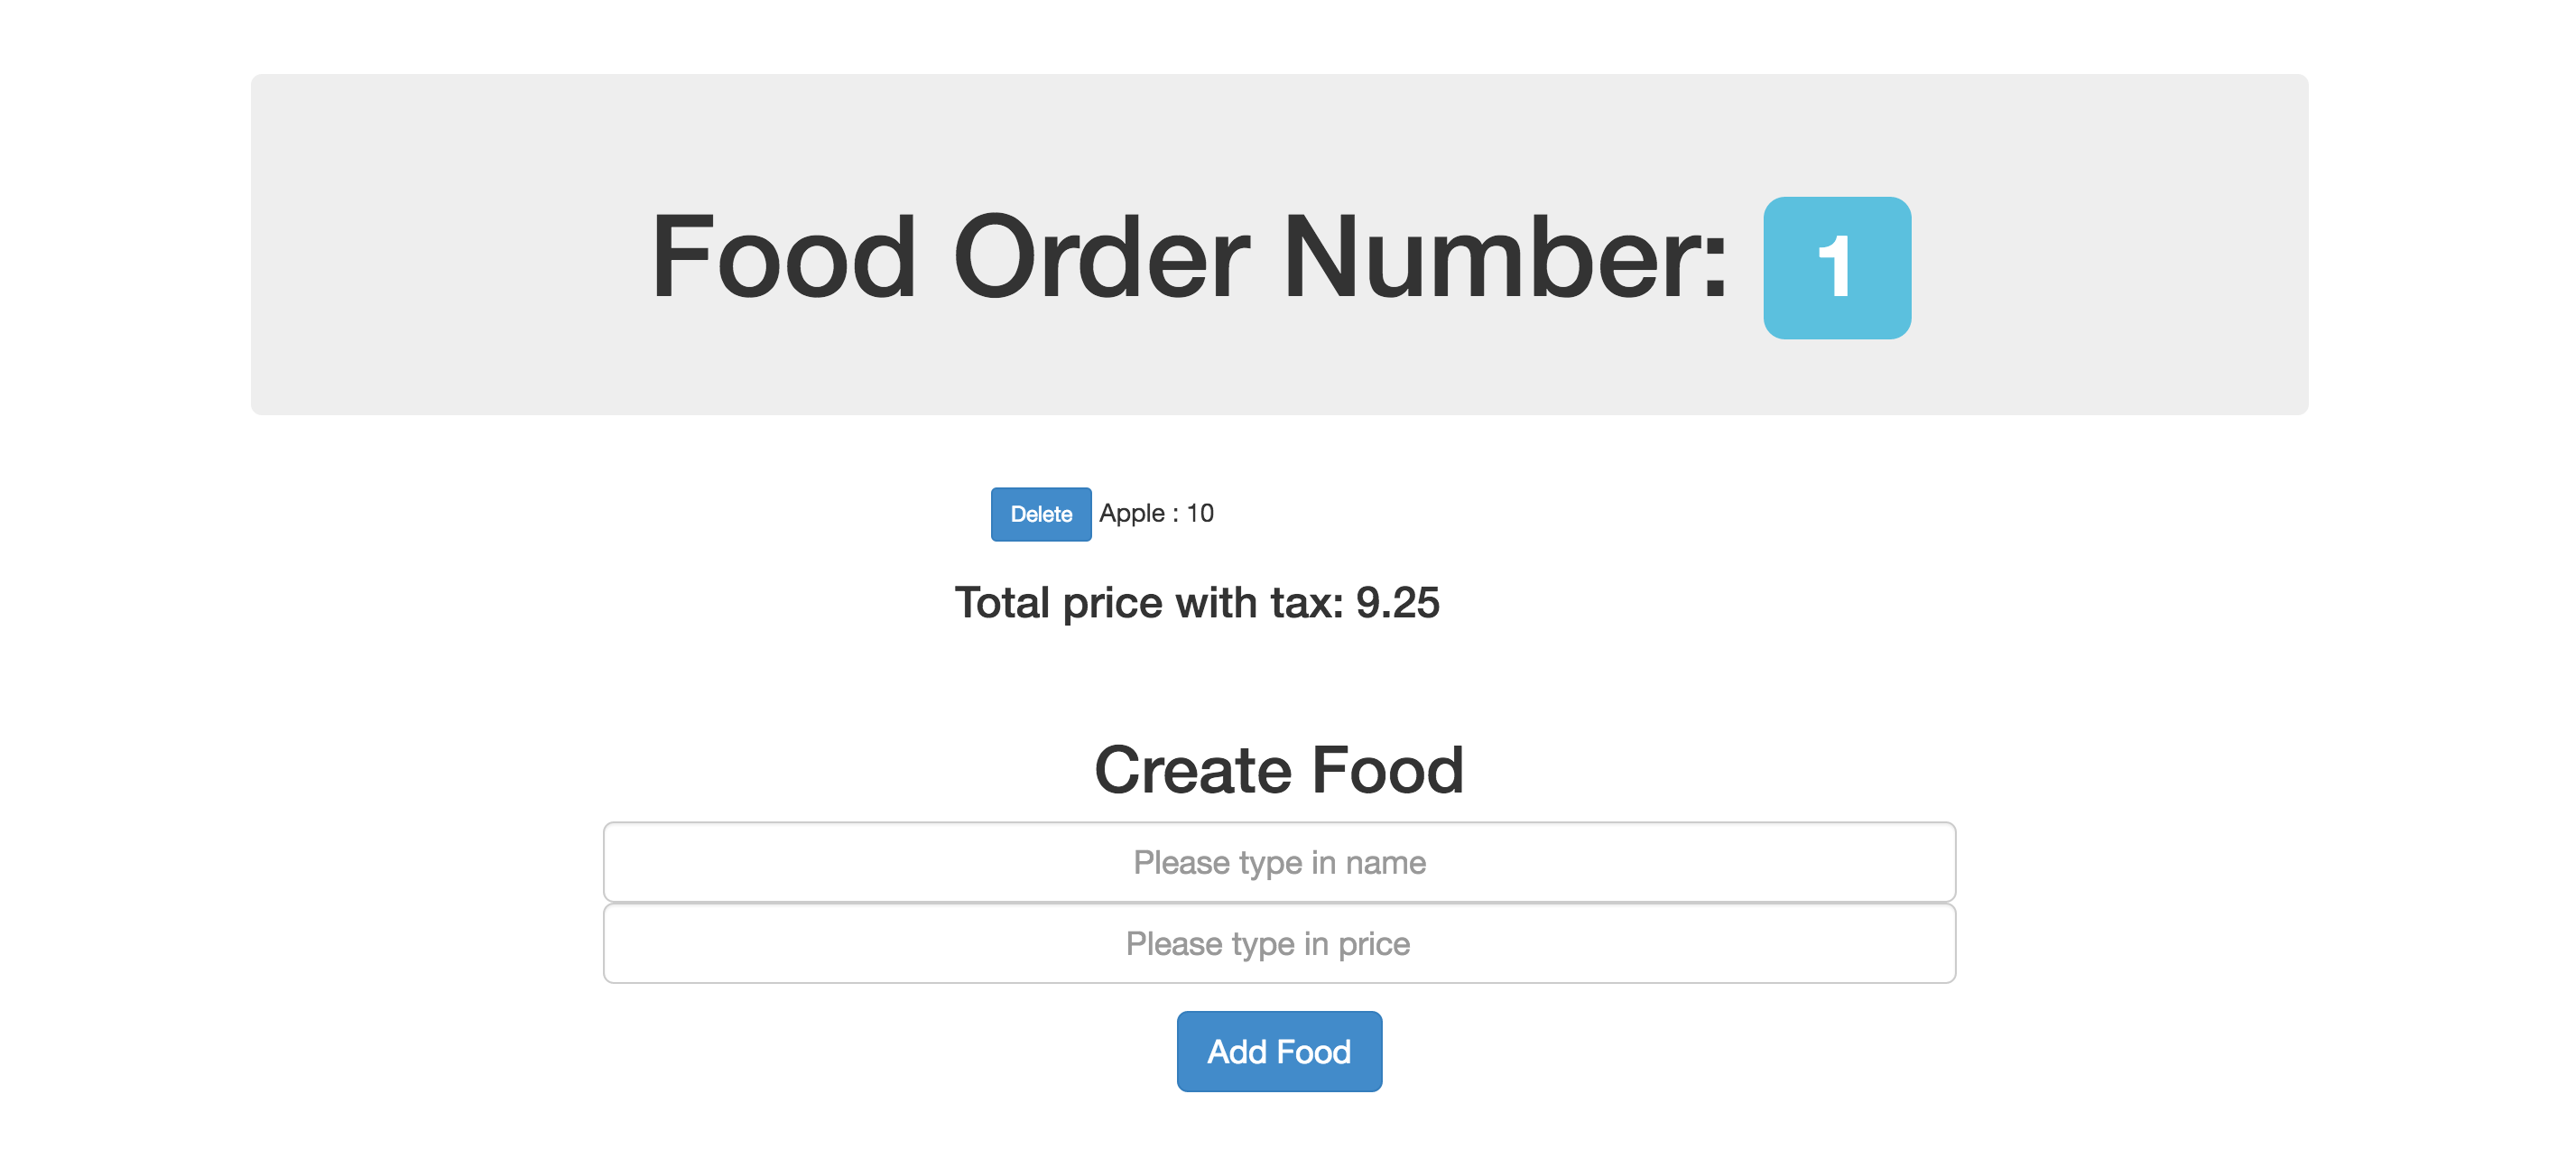 Food Order Number: 1
Delete Apple : 10
Total price with tax: 9.25
Create Food
Please type in name
Please type in price
Add Food